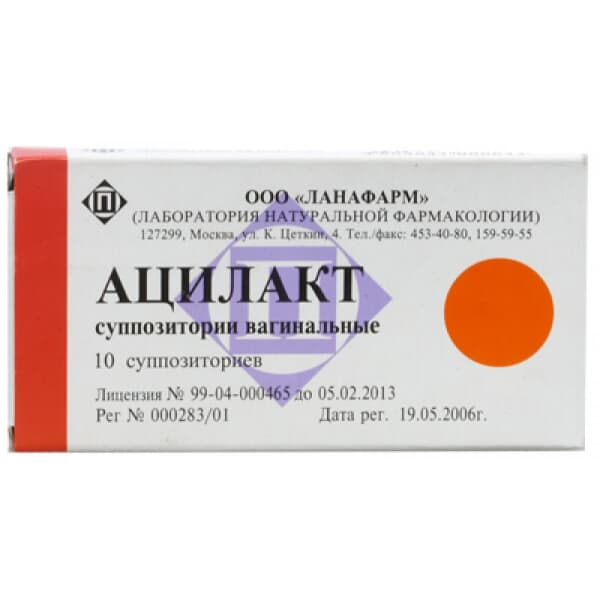 ООО «ЛАНАФАРМ»
(ЛАБОРАТОРИЯ НАТУРАЛЬНОЙ ФАРМАКОЛОГИИ)
127299, Москва, ул. К. Цеткин, 4. Тел./факс: 453-40-80, 159-59-55
АЦИЛАКТ
суппозитории вагинальные
10 суппозиториев
Лицензия № 99-04-000465 до 05.02.2013
Рег № 000283/01 Дата рег. 19.05.2006г.